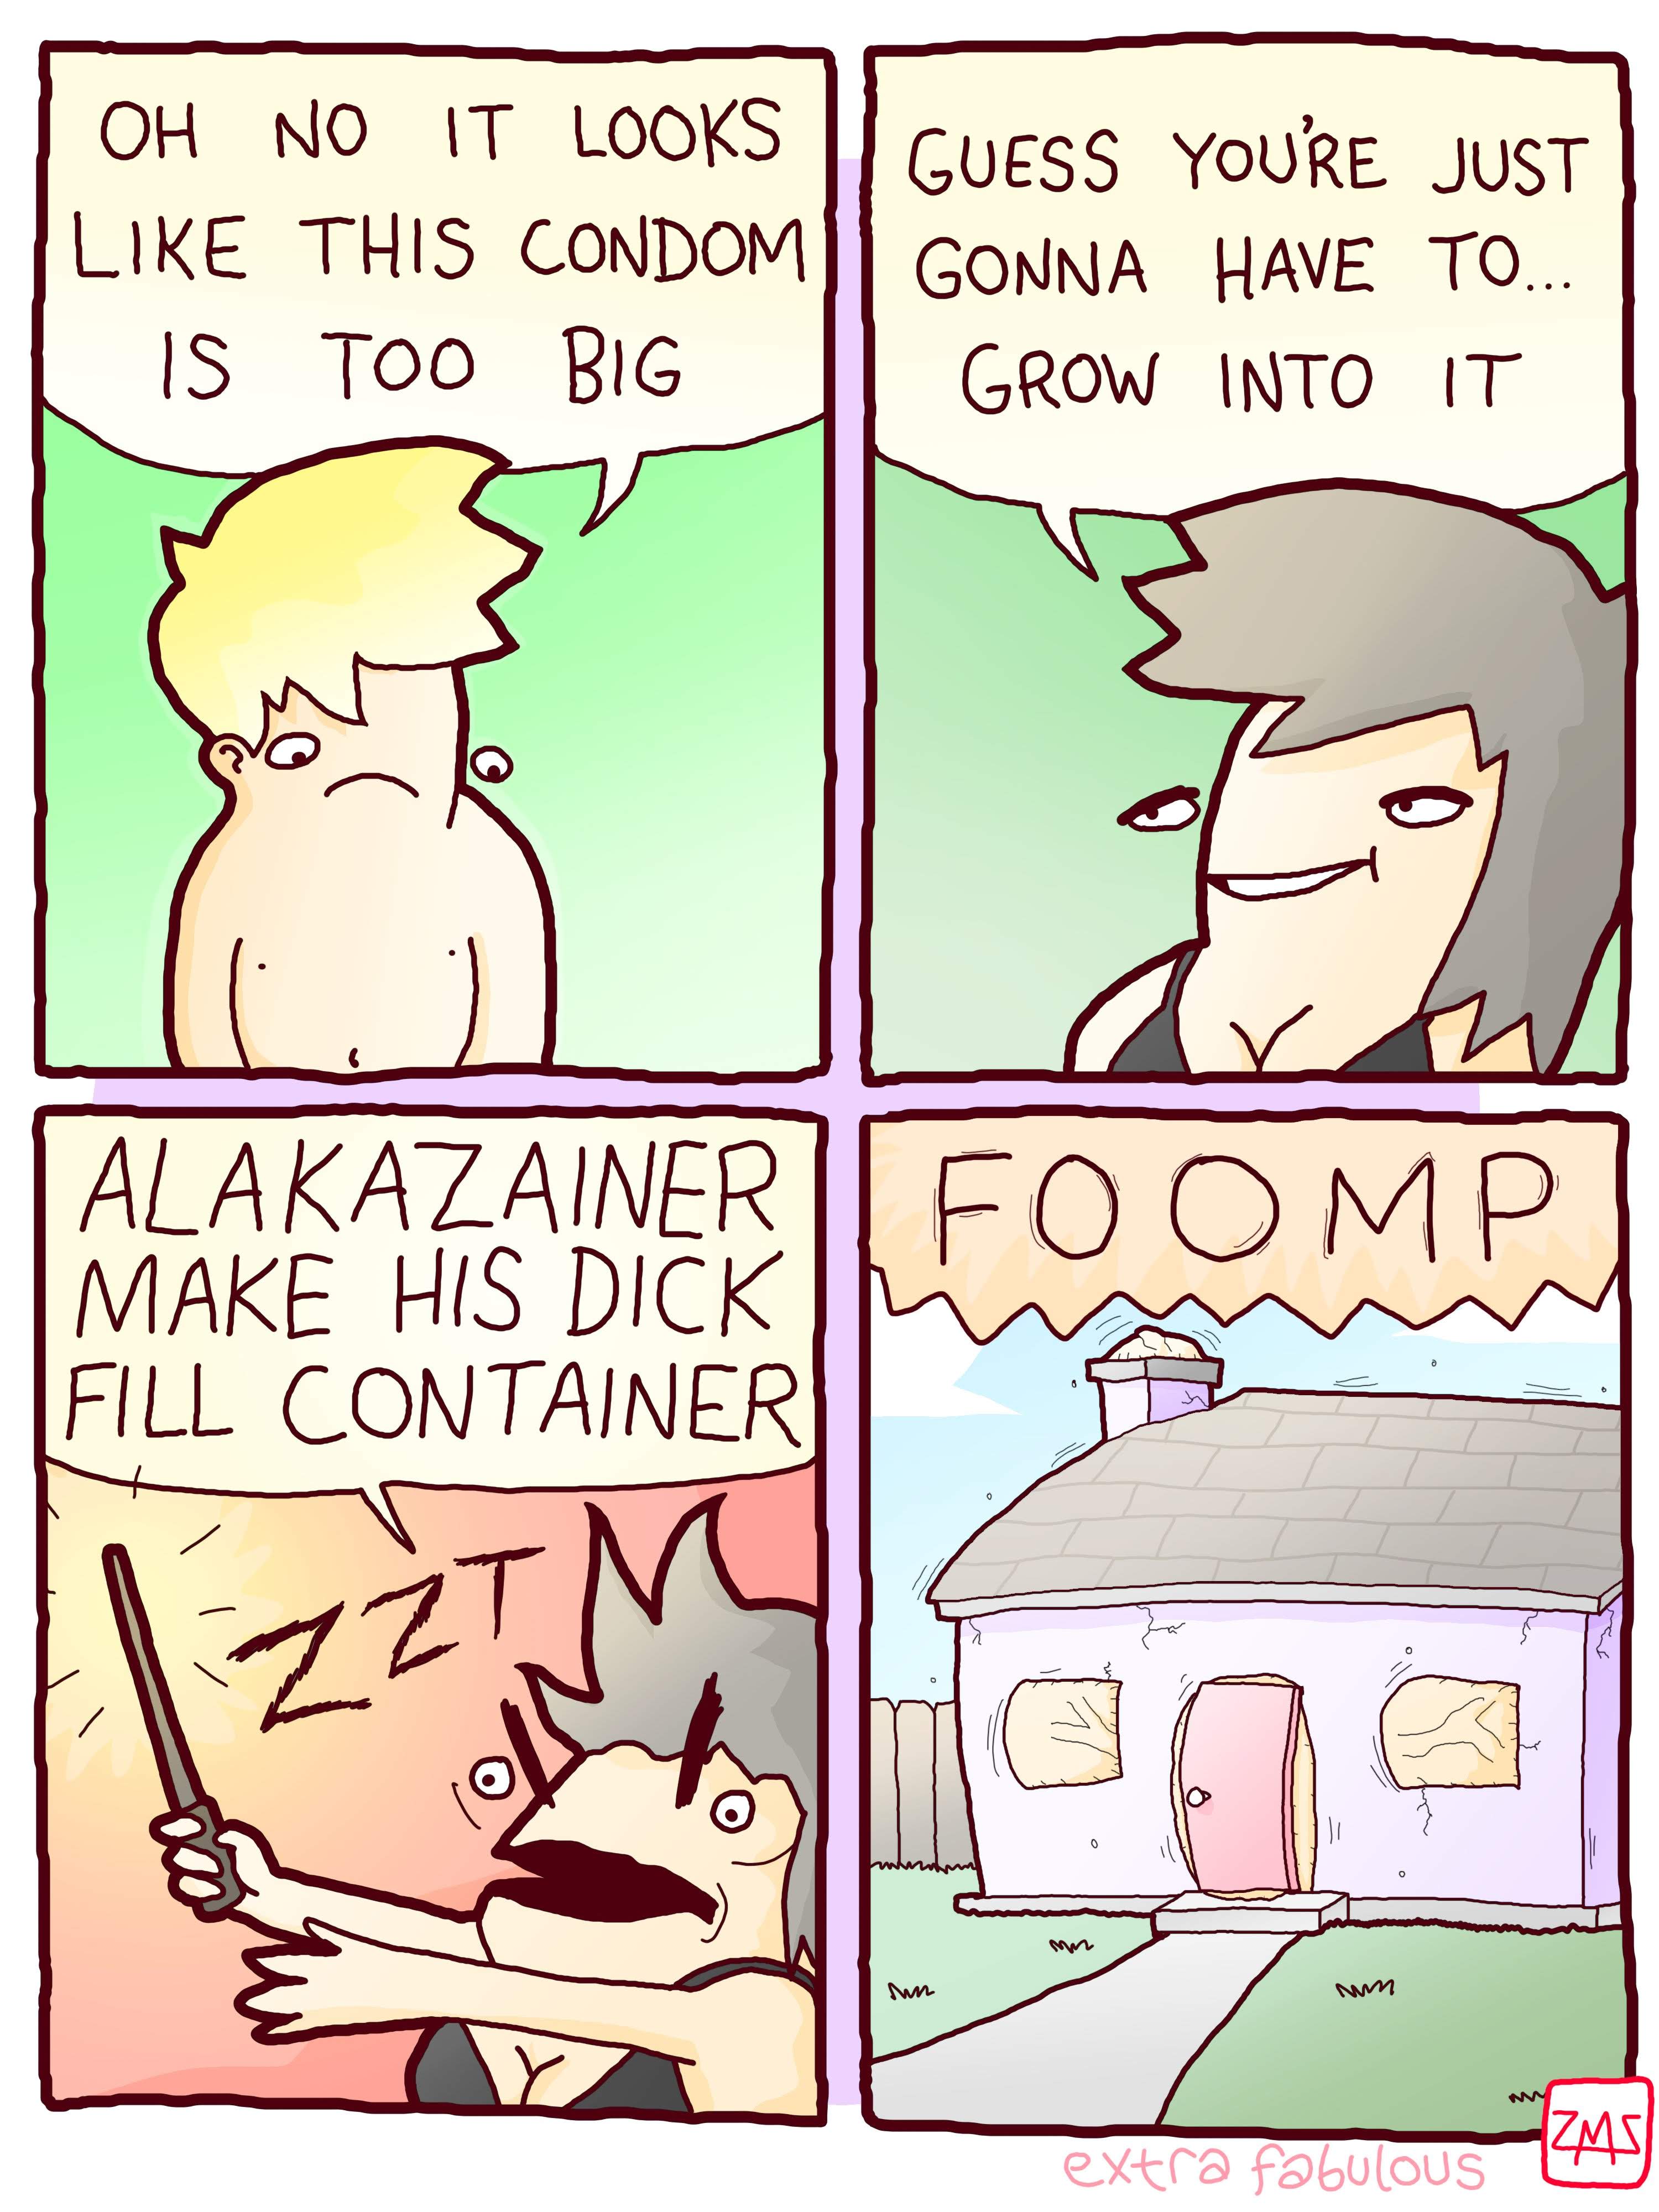 OH NO IT LOOKS
LIKE THIS CONDOM
IS TOO BIG
GUESS YOU'RE JUST
GONNA HAVE TO...
GROW INTO IT
ALAKAZAINER
MAKE HIS DICK
FILL CONTAINER
ZZT
FOOMP
ZMS
extra fabulous